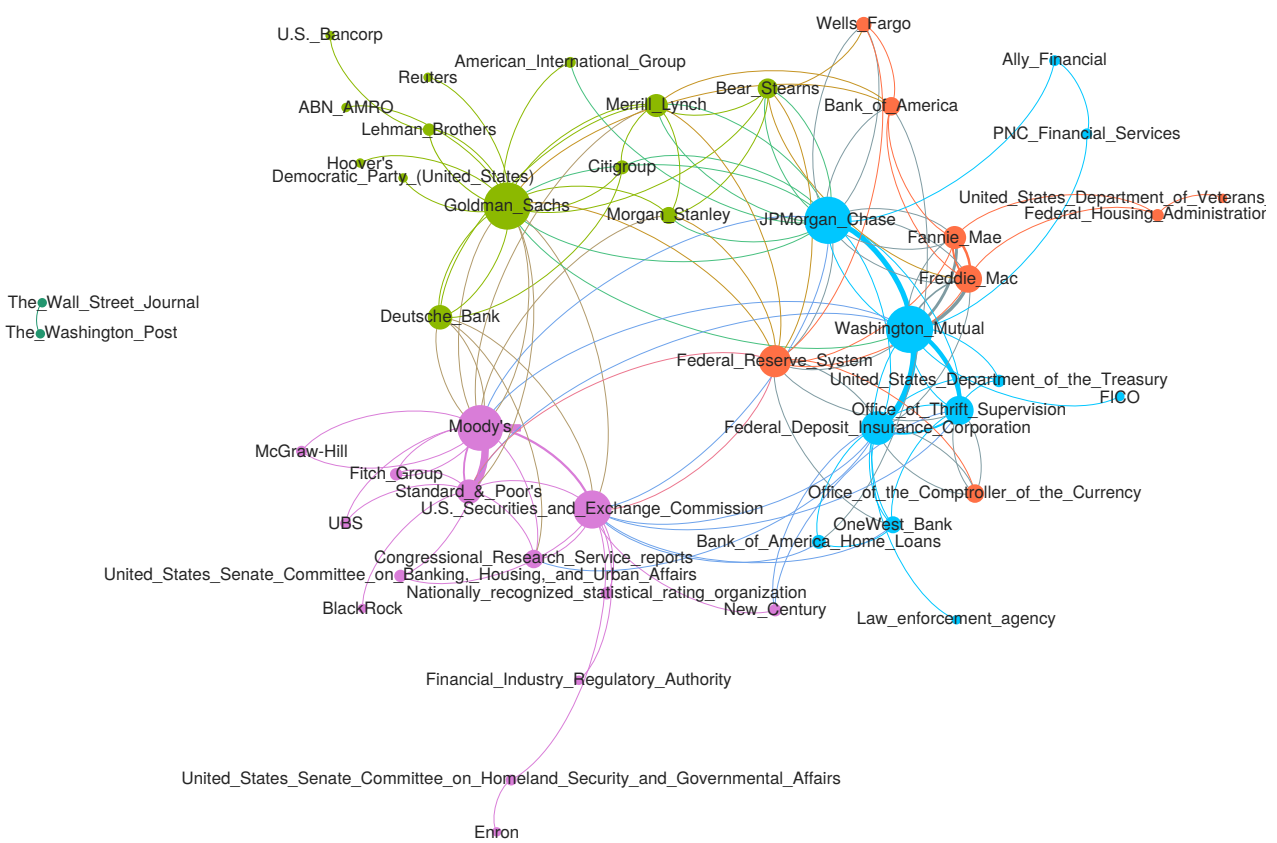 Wells_Fargo
U.S._Bancorp
American_International_Group
Ally_Financial
Reuters
Bear_Stearns
Merrill_Lynch
Bank_of_America
ABN_AMRO
Lehman_Brothers
PNC_Financial_Services
Hoover's
Citigroup
Democratic_Party_(United_States)
United_States_Department_of_Veterans_
Goldman_Sachs
Morgan_Stanley
JPMorgan_Chase
Federal_Housing_Administration
Fannie_Mae
Freddie_Mac
The_Wall_Street_Journal
Deutsche_Bank
Washington_Mutual
The_Washington_Post
Federal_Reserve_System
United_States_Department_of_the_Treasury
FICO
Office_of_Thrift_Supervision
Moody's
Federal_Deposit_Insurance_Corporation
McGraw-Hill
Fitch_Group
Standard_&_Poor's
Office_of_the_Comptroller_of_the_Currency
U.S._Securities_and_Exchange_Commission
UBS
OneWest_Bank
Bank_of_America_Home_Loans
Congressional_Research_Service_reports
United_States_Senate_Committee_on_Banking,_Housing,_and_Urban_Affairs
Nationally_recognized_statistical_rating_organization
BlackRock
New_Century
Law_enforcement_agency
Financial_Industry_Regulatory_Authority
United_States_Senate_Committee_on_Homeland_Security_and_Governmental_Affairs
Enron